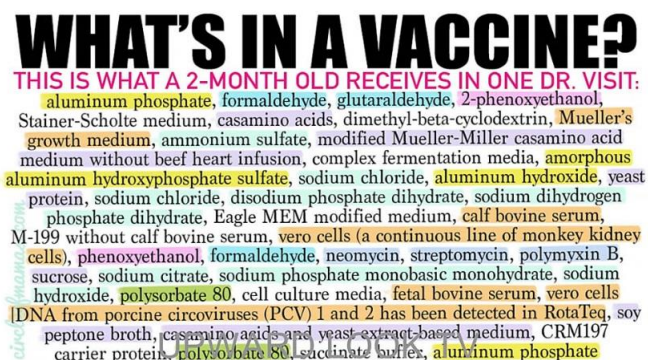 WHAT'S IN A VACCINE?
THIS IS WHAT A 2-MONTH OLD RECEIVES IN ONE DR. VISIT:
aluminum phosphate, formaldehyde, glutaraldehyde, 2-phenoxyethanol,
Stainer-Scholte medium, casamino acids, dimethyl-beta-cyclodextrin, Mueller's
growth medium, ammonium sulfate, modified Mueller-Miller casamino acid
medium without beef heart infusion, complex fermentation media, amorphous
aluminum hydroxyphosphate sulfate, sodium chloride, aluminum hydroxide, yeast
protein, sodium chloride, disodium phosphate dihydrate, sodium dihydrogen
phosphate dihydrate, Eagle MEM modified medium, calf bovine serum,
M-199 without calf bovine serum, vero cells (a continuous line of monkey kidney
cells), phenoxyethanol, formaldehyde, neomycin, streptomycin, polymyxin B,
sucrose, sodium citrate, sodium phosphate monobasic monohydrate, sodium
hydroxide, polysorbate 80, cell culture media, fetal bovine serum, vero cells
[DNA from porcine circoviruses (PCV) 1 and 2 has been detected in RotaTeq, soy
peptone broth, casamino acids and yeast extract-based medium, CRM197
carrier protein, polysorbate 80, succinate buffer, aluminum phosphate
UPWARD LOOK TV